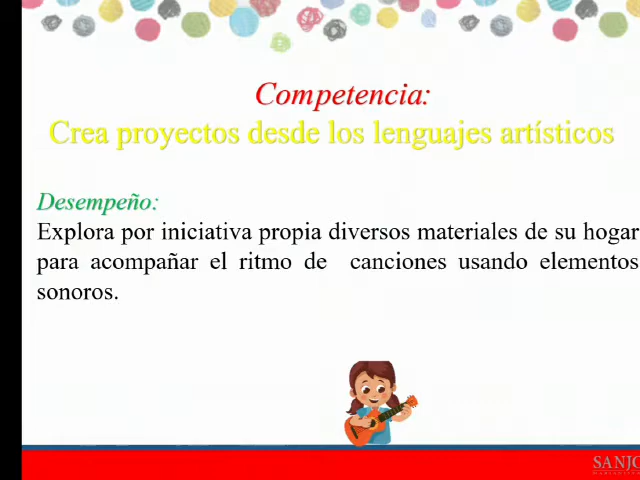 Competencia:
Crea proyectos desde los lenguajes artísticos
Desempeño:
Explora por iniciativa propia diversos materiales de su hogar
para acompañar el ritmo de canciones usando elementos
sonoros.
SANJO